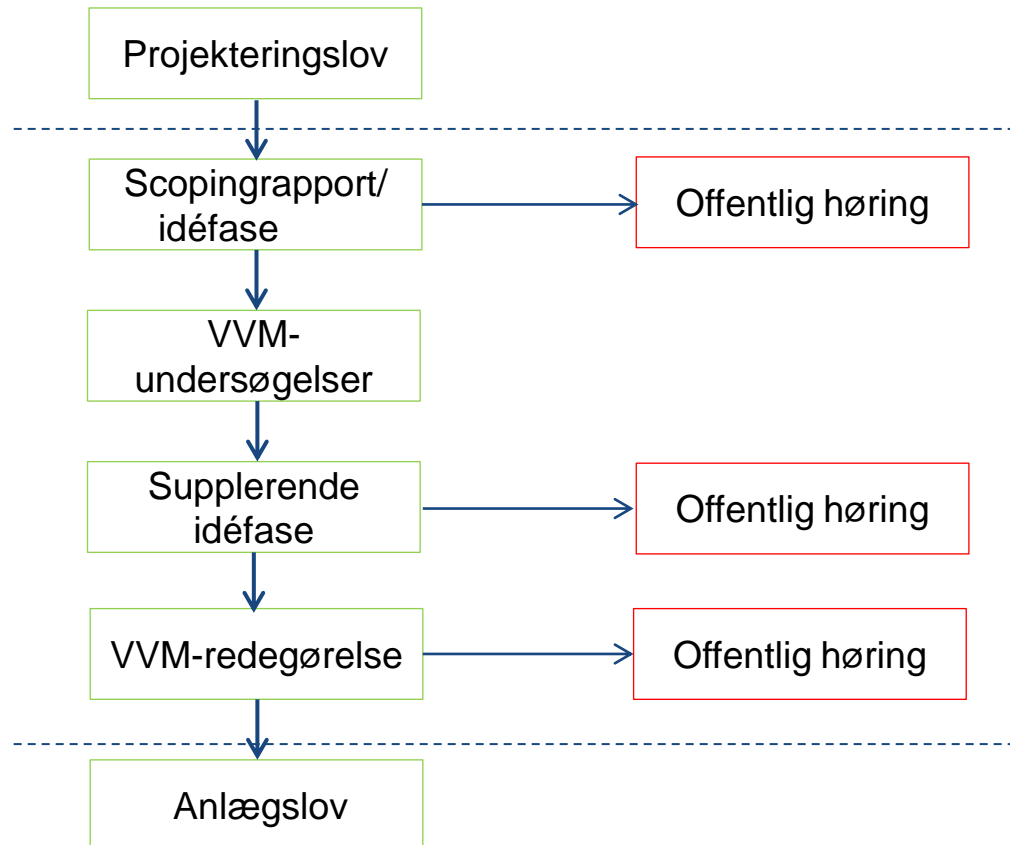 Projekteringslov
Scopingrapport/
idéfase
Offentlig høring
VVM-
undersøgelser
Supplerende
idéfase
Offentlig høring
VVM-redegørelse
Offentlig høring
Anlægslov